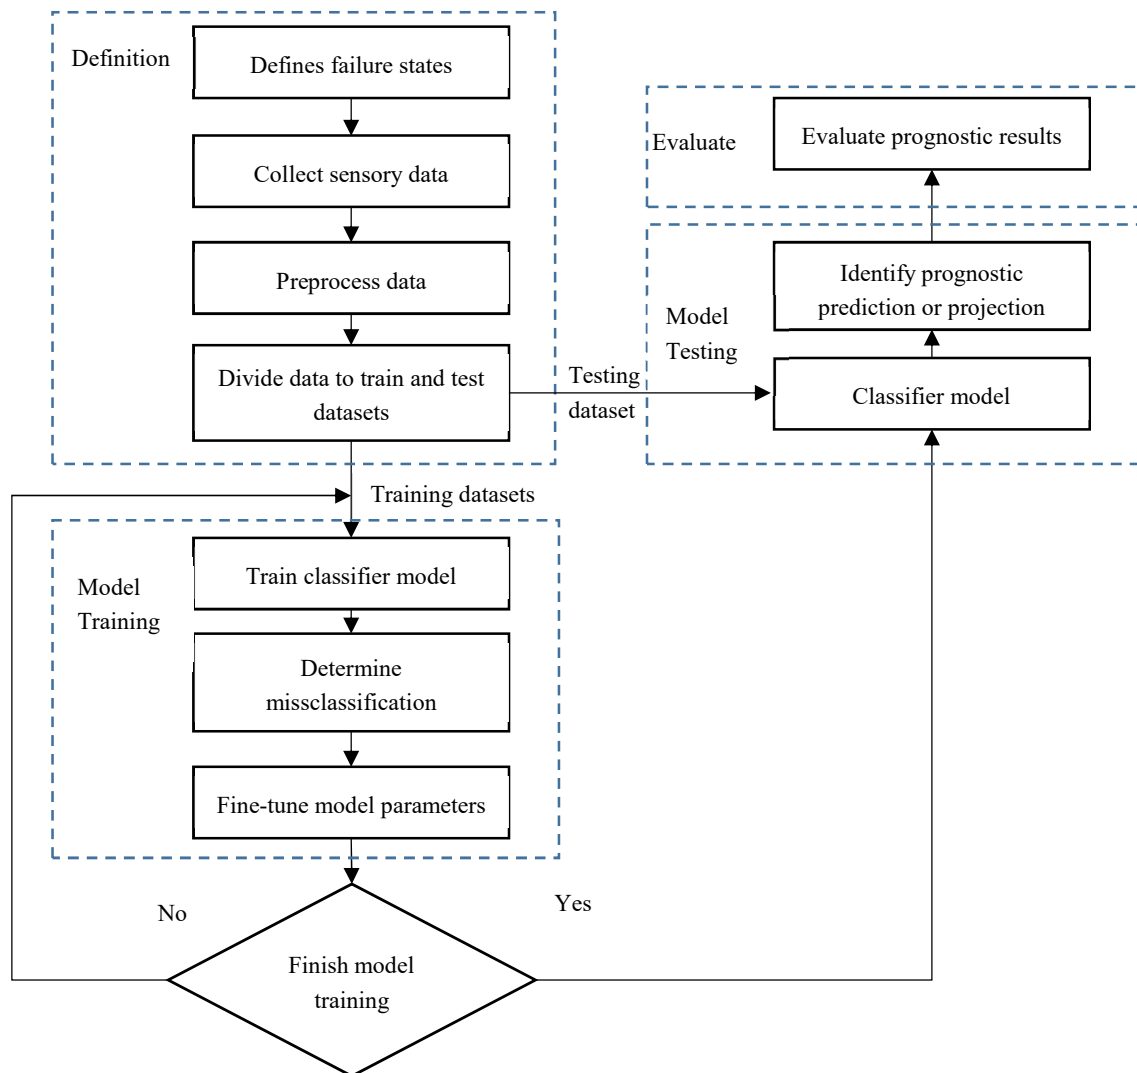 Definition
Defines failure states
Collect sensory data
Preprocess data
Divide data to train and test
datasets
Testing
dataset
Evaluate
Evaluate prognostic results
Model
Testing
Identify prognostic
prediction or projection
Classifier model
Training datasets
Model
Training
Train classifier model
Determine
missclassification
Fine-tune model parameters
No
Yes
Finish model
training